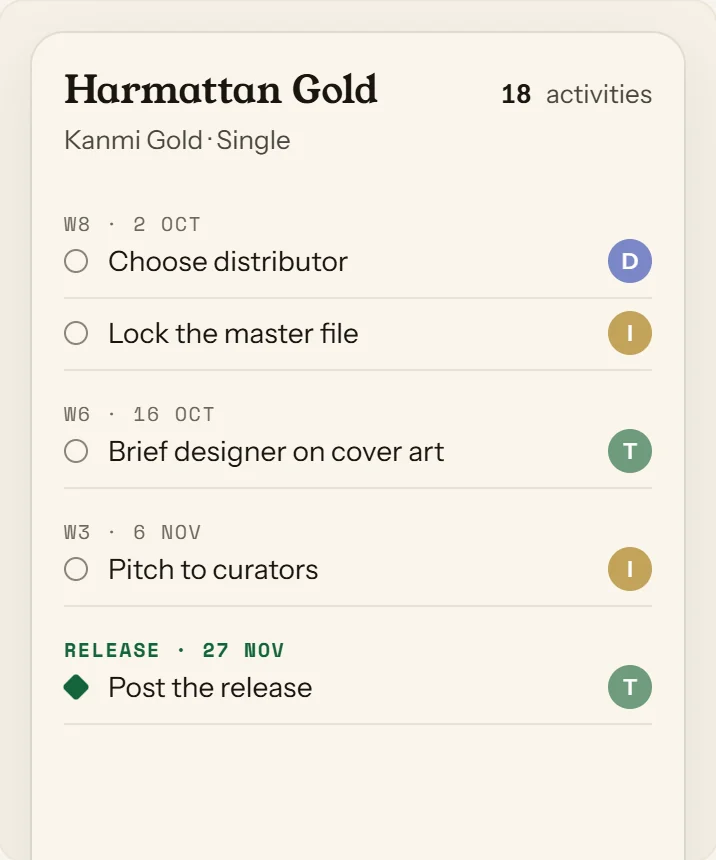 Harmattan Gold
18 activities
Kanmi Gold · Single
W8 · 2 OCT
Choose distributor D
Lock the master file I
W6 · 16 OCT
Brief designer on cover art T
W3 · 6 NOV
Pitch to curators I
RELEASE · 27 NOV
Post the release T